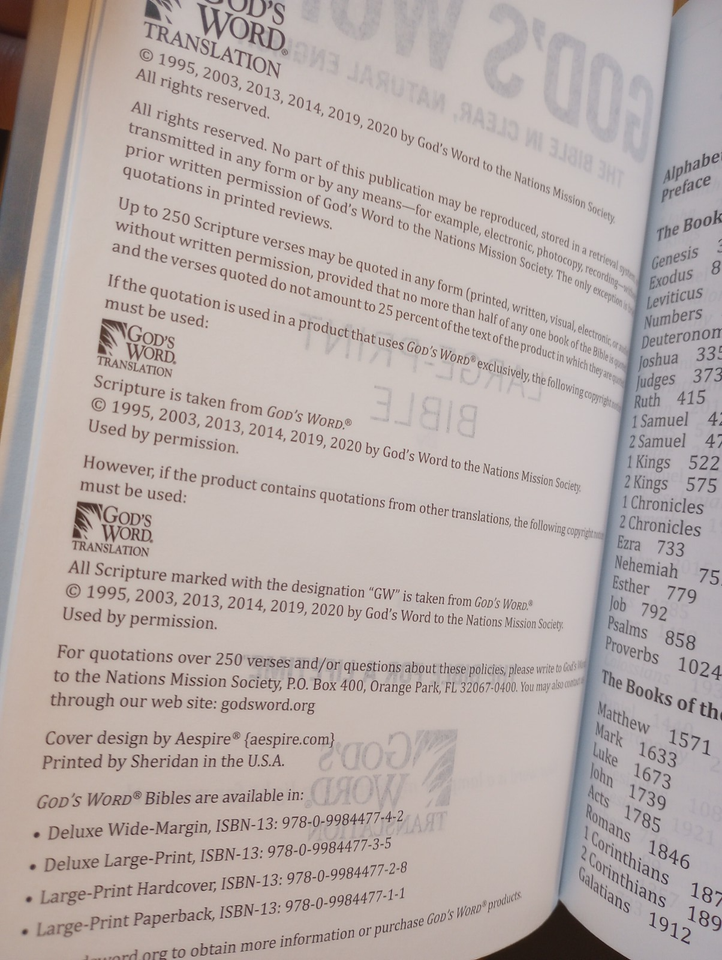 GOD'S
WORD®
TRANSLATION
© 1995, 2003, 2013, 2014, 2019, 2020 by God's Word to the Nations Mission Society.
All rights reserved.
All rights reserved. No part of this publication may be reproduced, stored in a retrieval
transmitted in any form or by any means—for example, electronic, photocopy, recording
prior written permission of God's Word to the Nations Mission Society. The only exception is
quotations in printed reviews.
Up to 250 Scripture verses may be quoted in any form (printed, written, visual, electronic,
without written permission, provided that no more than half of any one book of the Bible is
and the verses quoted do not amount to 25 percent of the text of the product in which they are
If the quotation is used in a product that uses GOD'S WORD® exclusively, the following copyright
must be used:
GOD'S
WORD
TRANSLATION
Scripture is taken from GOD'S WORD.®
© 1995, 2003, 2013, 2014, 2019, 2020 by God's Word to the Nations Mission Society.
Used by permission.
However, if the product contains quotations from other translations, the following copyright
must be used:
GOD'S
WORD
TRANSLATION
All Scripture marked with the designation “GW” is taken from GOD'S WORD.®
© 1995, 2003, 2013, 2014, 2019, 2020 by God's Word to the Nations Mission Society.
Used by permission.
For quotations over 250 verses and/or questions about these policies, please write to God's
to the Nations Mission Society, P.O. Box 400, Orange Park, FL 32067-0400. You may also
through our web site: godsword.org
Cover design by Aespire® {aespire.com}
Printed by Sheridan in the U.S.A.
GOD'S WORD® Bibles are available in:
• Deluxe Wide-Margin, ISBN-13: 978-0-9984477-4-2
• Deluxe Large-Print, ISBN-13: 978-0-9984477-3-5
• Large-Print Hardcover, ISBN-13: 978-0-9984477-2-8
• Large-Print Paperback, ISBN-13: 978-0-9984477-1-1
org to obtain more information or purchase GOD'S WORD® products.
Preface
The Book
Genesis
Exodus
Leviticus
Numbers
Deuteronom
Joshua 335
Judges 373
Ruth 415
1 Samuel
2 Samuel
1 Kings 522
2 Kings 575
1 Chronicles
2 Chronicles
Ezra 733
Nehemiah
Esther 779
Job 792
Psalms 858
Proverbs 1024
The Books of the
Matthew 1571
Mark 1633
Luke 1673
John 1739
Acts 1785
Romans 1846
1 Corinthians
2 Corinthians
Galatians 1912